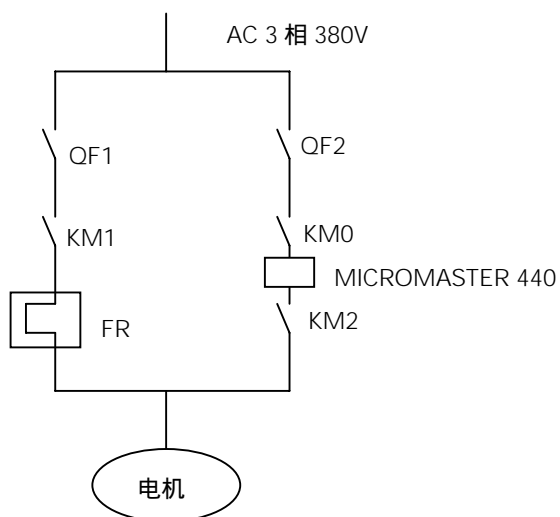 AC 3 相 380V
QF1
QF2
KM1
KM0
MICROMASTER 440
FR
KM2
电机